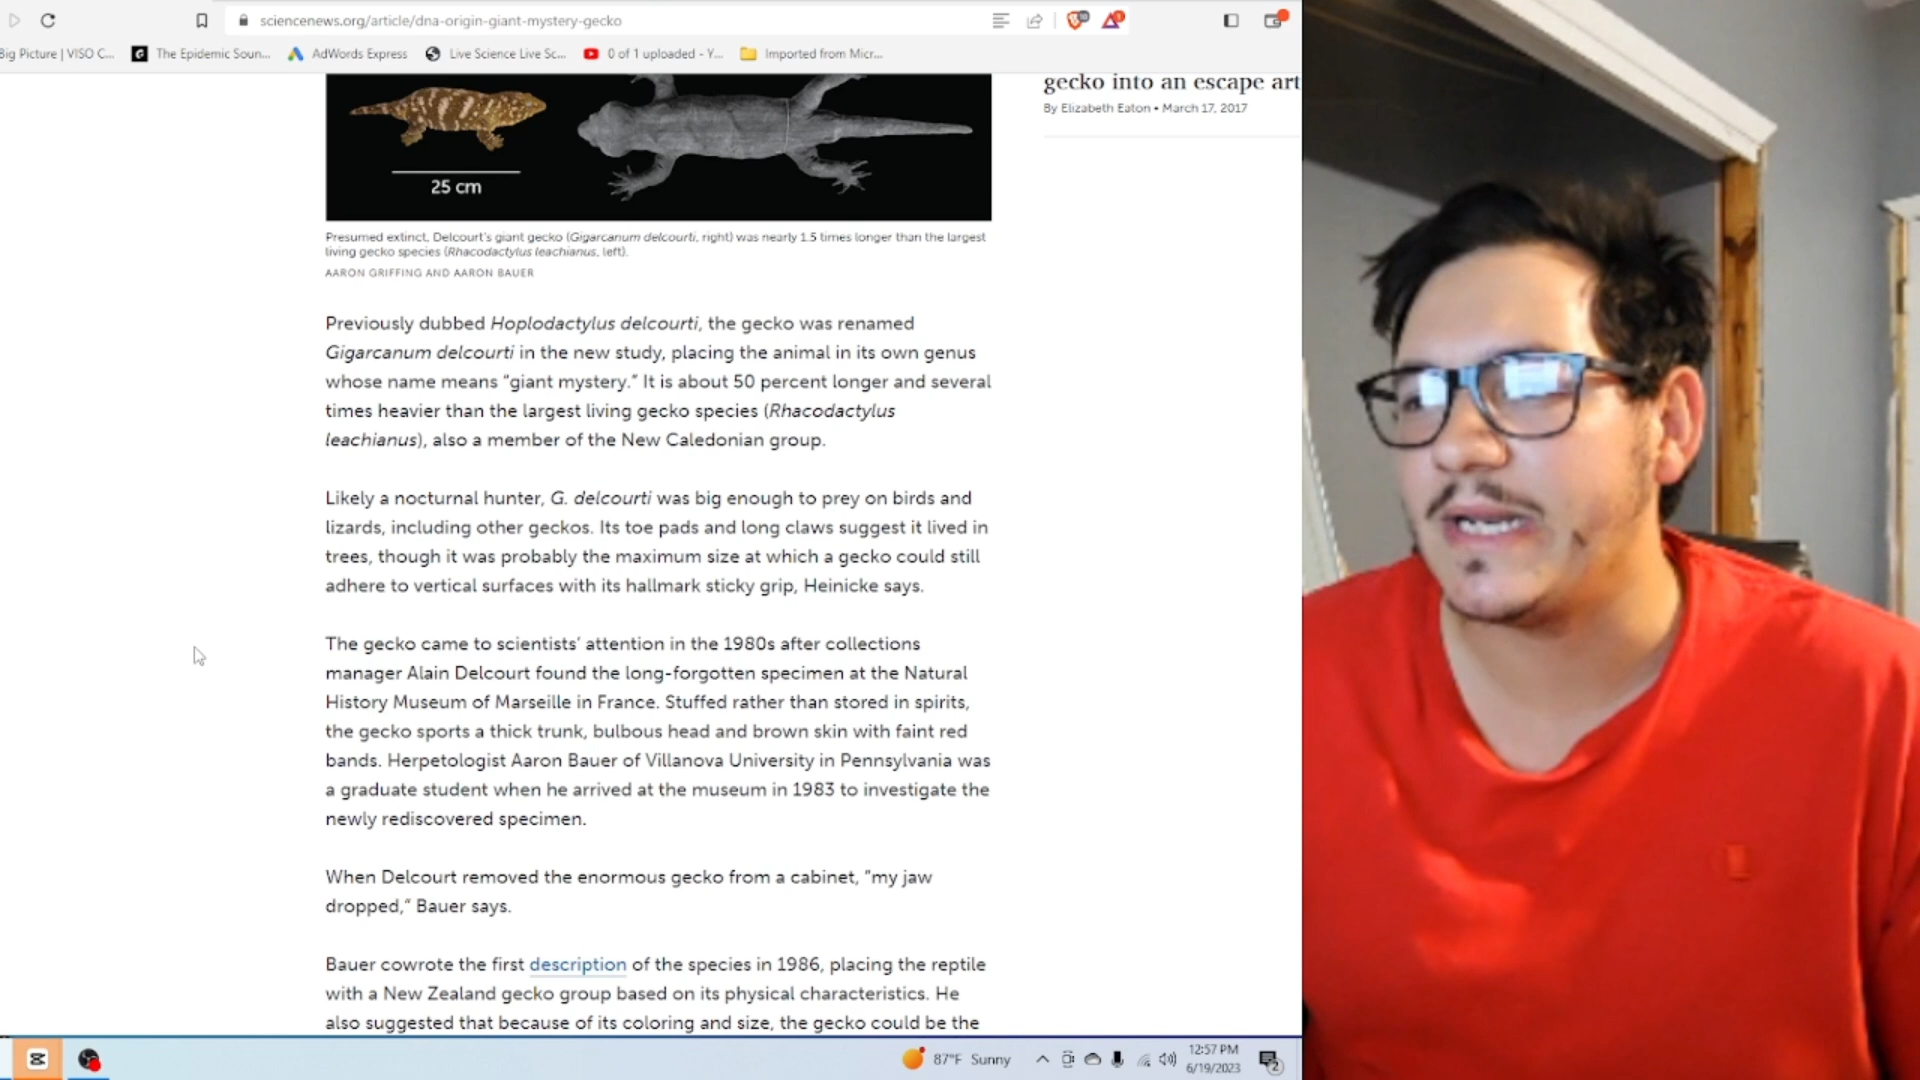 sciencenews.org/article/dna-origin-giant-mystery-gecko
Big Picture | VISO C...
The Epidemic Soun...
AdWords Express
Live Science Live Sc...
0 of 1 uploaded - Y...
Imported from Micr...
25 cm
gecko into an escape art
By Elizabeth Eaton • March 17, 2017
Presumed extinct, Delcourt's giant gecko (Gigarcanum delcourti, right) was nearly 1.5 times longer than the largest
living gecko species (Rhacodactylus leachianus, left).
AARON GRIFFING AND AARON BAUER
Previously dubbed Hoplodactylus delcourti, the gecko was renamed
Gigarcanum delcourti in the new study, placing the animal in its own genus
whose name means “giant mystery.” It is about 50 percent longer and several
times heavier than the largest living gecko species (Rhacodactylus
leachianus), also a member of the New Caledonian group.
Likely a nocturnal hunter, G. delcourti was big enough to prey on birds and
lizards, including other geckos. Its toe pads and long claws suggest it lived in
trees, though it was probably the maximum size at which a gecko could still
adhere to vertical surfaces with its hallmark sticky grip, Heinicke says.
The gecko came to scientists’ attention in the 1980s after collections
manager Alain Delcourt found the long-forgotten specimen at the Natural
History Museum of Marseille in France. Stuffed rather than stored in spirits,
the gecko sports a thick trunk, bulbous head and brown skin with faint red
bands. Herpetologist Aaron Bauer of Villanova University in Pennsylvania was
a graduate student when he arrived at the museum in 1983 to investigate the
newly rediscovered specimen.
When Delcourt removed the enormous gecko from a cabinet, “my jaw
dropped,” Bauer says.
Bauer cowrote the first description of the species in 1986, placing the reptile
with a New Zealand gecko group based on its physical characteristics. He
also suggested that because of its coloring and size, the gecko could be the
87°F Sunny
12:57 PM
6/19/2023
2